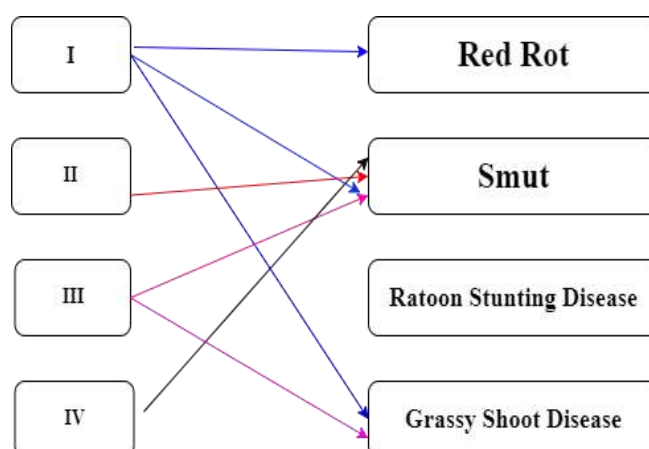 I
Red Rot
II
Smut
III
Ratoon Stunting Disease
IV
Grassy Shoot Disease